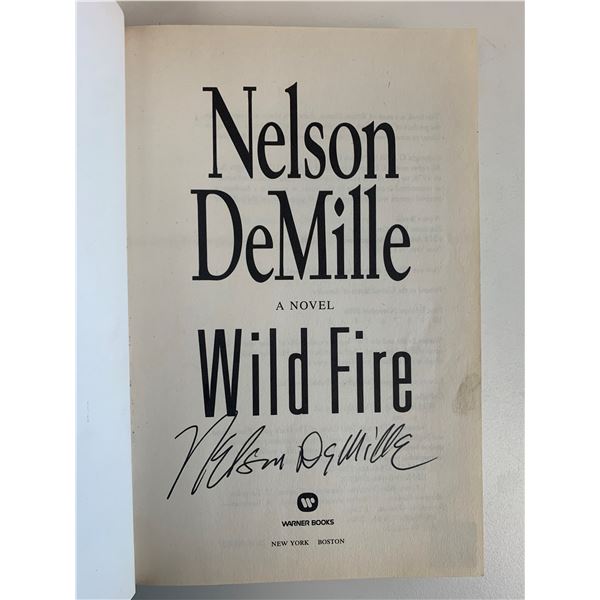 Nelson
DeMille
A NOVEL
Wild Fire
Nelson DeMille
WARNER BOOKS
NEW YORK BOSTON